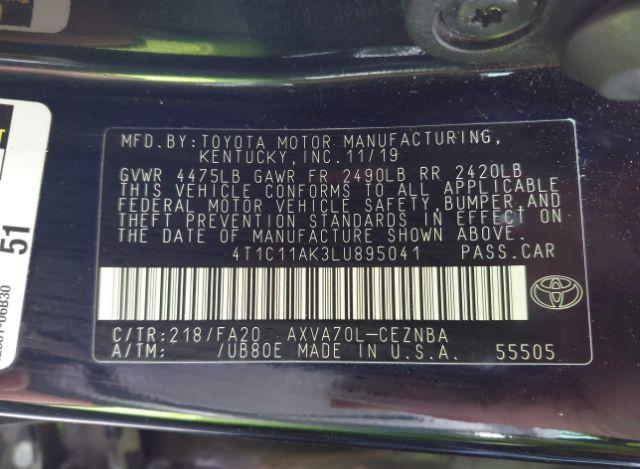 MFD.BY:TOYOTA MOTOR MANUFACTURING,
KENTUCKY,INC.11/19
GVWR 4475LB GAWR FR 2490LB RR 2420LB
THIS VEHICLE CONFORMS TO ALL APPLICABLE
FEDERAL MOTOR VEHICLE SAFETY,BUMPER,AND
THEFT PREVENTION STANDARDS IN EFFECT ON
THE DATE OF MANUFACTURE SHOWN ABOVE.
4T1C11AK3LU895041 PASS.CAR
C/TR:218/FA20 AXVA70L-CEZNBA
A/TM: /UB80E MADE IN U.S.A. 55505
51